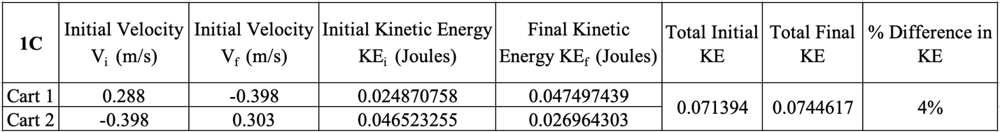 1C | Initial Velocity Vᵢ (m/s) | Initial Velocity V_f (m/s) | Initial Kinetic Energy KEᵢ (Joules) | Final Kinetic Energy KE_f (Joules) | Total Initial KE | Total Final KE | % Difference in KE
Cart 1 | 0.288 | -0.398 | 0.024870758 | 0.047497439 | 0.071394 | 0.0744617 | 4%
Cart 2 | -0.398 | 0.303 | 0.046523255 | 0.026964303